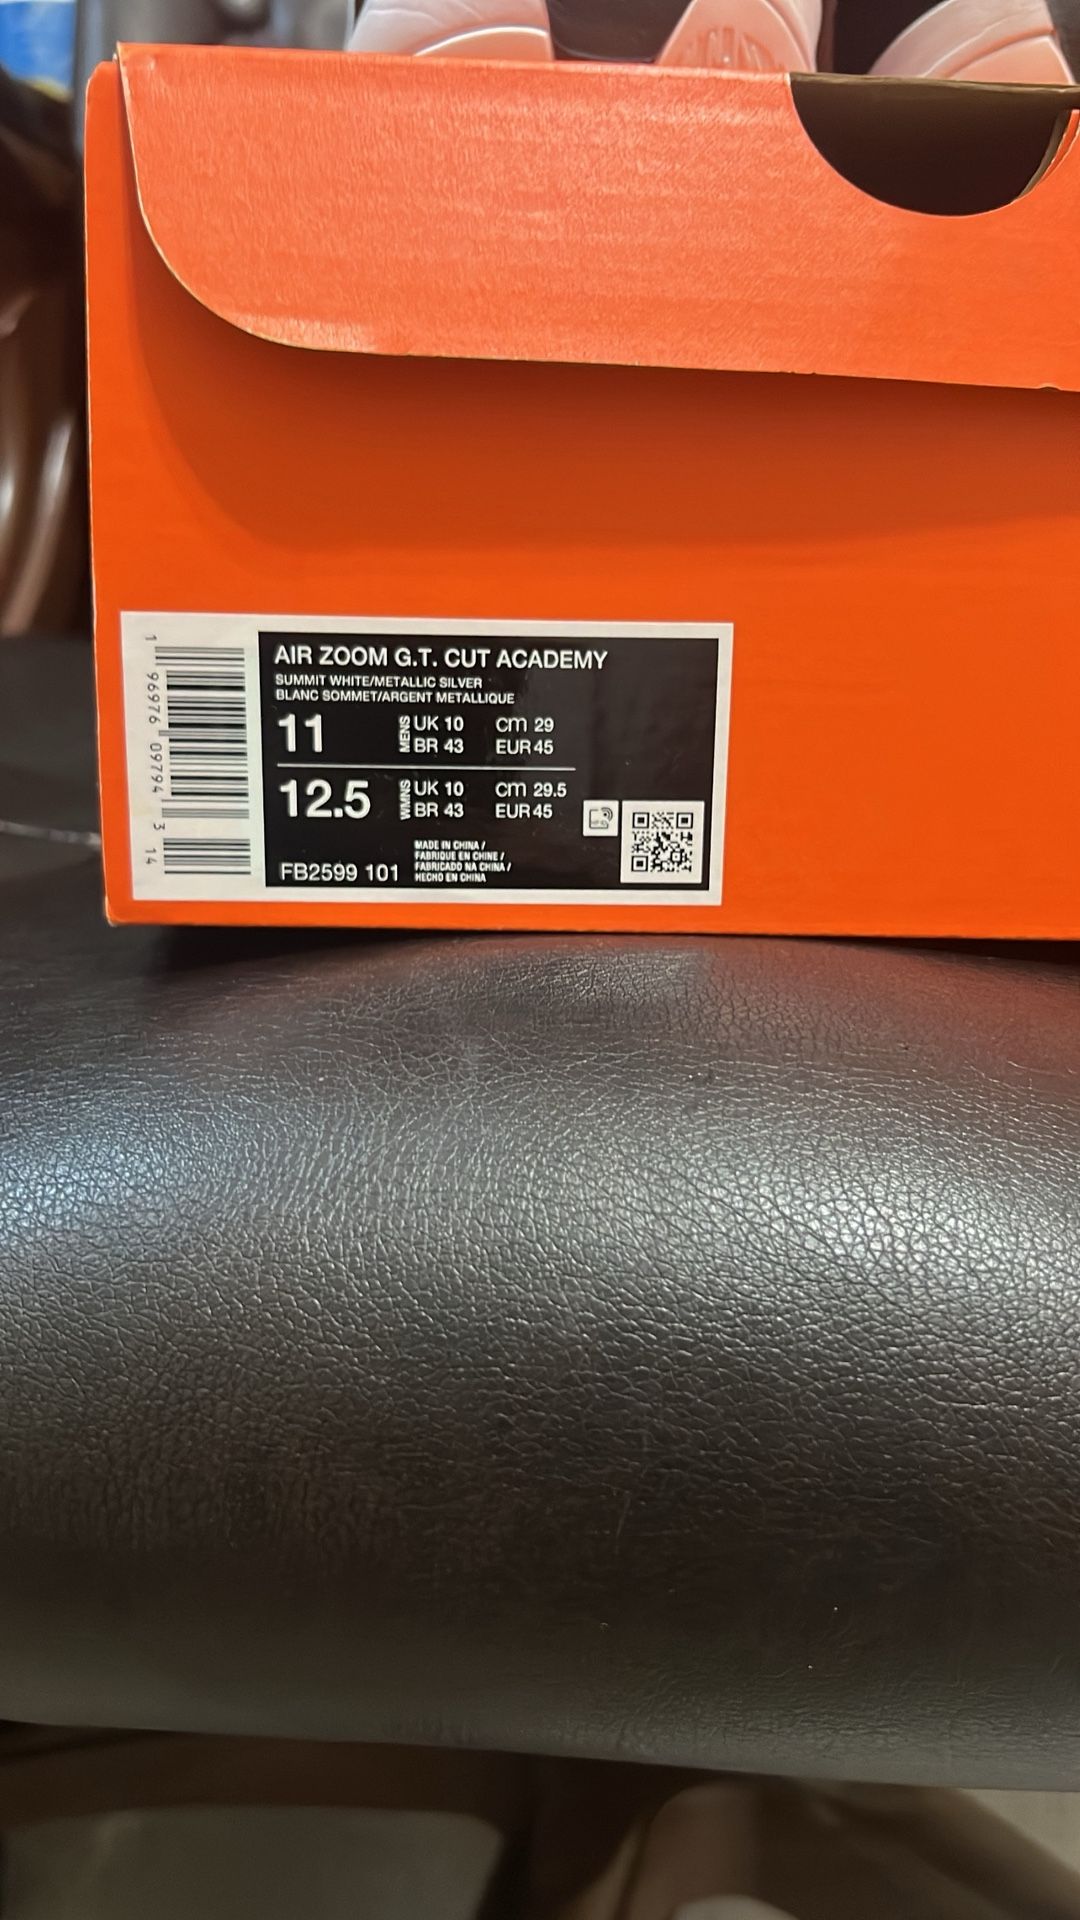 AIR ZOOM G.T. CUT ACADEMY
SUMMIT WHITE/METALLIC SILVER
BLANC SOMMET/ARGENT METALLIQUE
11 MENS UK 10 cm 29
BR 43 EUR 45
12.5 WMNS UK 10 cm 29.5
BR 43 EUR 45
FB2599 101
MADE IN CHINA /
FABRIQUE EN CHINE /
FABRICADO NA CHINA /
HECHO EN CHINA
1 96976 09794 3 14